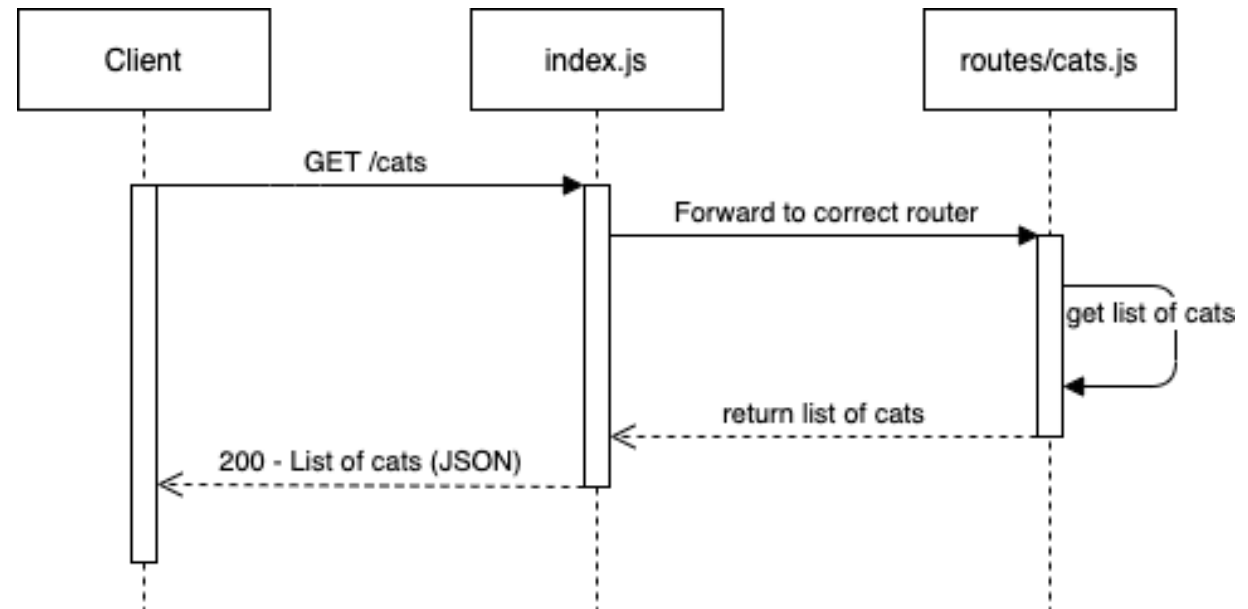 Client
index.js
routes/cats.js
GET /cats
Forward to correct router
get list of cats
return list of cats
200 - List of cats (JSON)